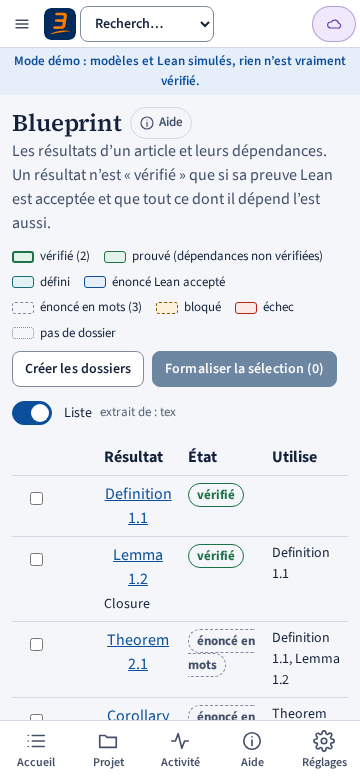 Recherch…
Mode démo : modèles et Lean simulés, rien n’est vraiment
vérifié.
Blueprint
Aide
Les résultats d’un article et leurs dépendances.
Un résultat n’est « vérifié » que si sa preuve Lean
est acceptée et que tout ce dont il dépend l’est
aussi.
vérifié (2) prouvé (dépendances non vérifiées)
défini énoncé Lean accepté
énoncé en mots (3) bloqué échec
pas de dossier
Créer les dossiers Formaliser la sélection (0)
Liste extrait de : tex
Résultat État Utilise
Definition
1.1
vérifié
Lemma
1.2
Closure
vérifié
Definition
1.1
Theorem
2.1
énoncé en
mots
Definition
1.1, Lemma
1.2
Corollary
énoncé en
Theorem
Accueil Projet Activité Aide Réglages